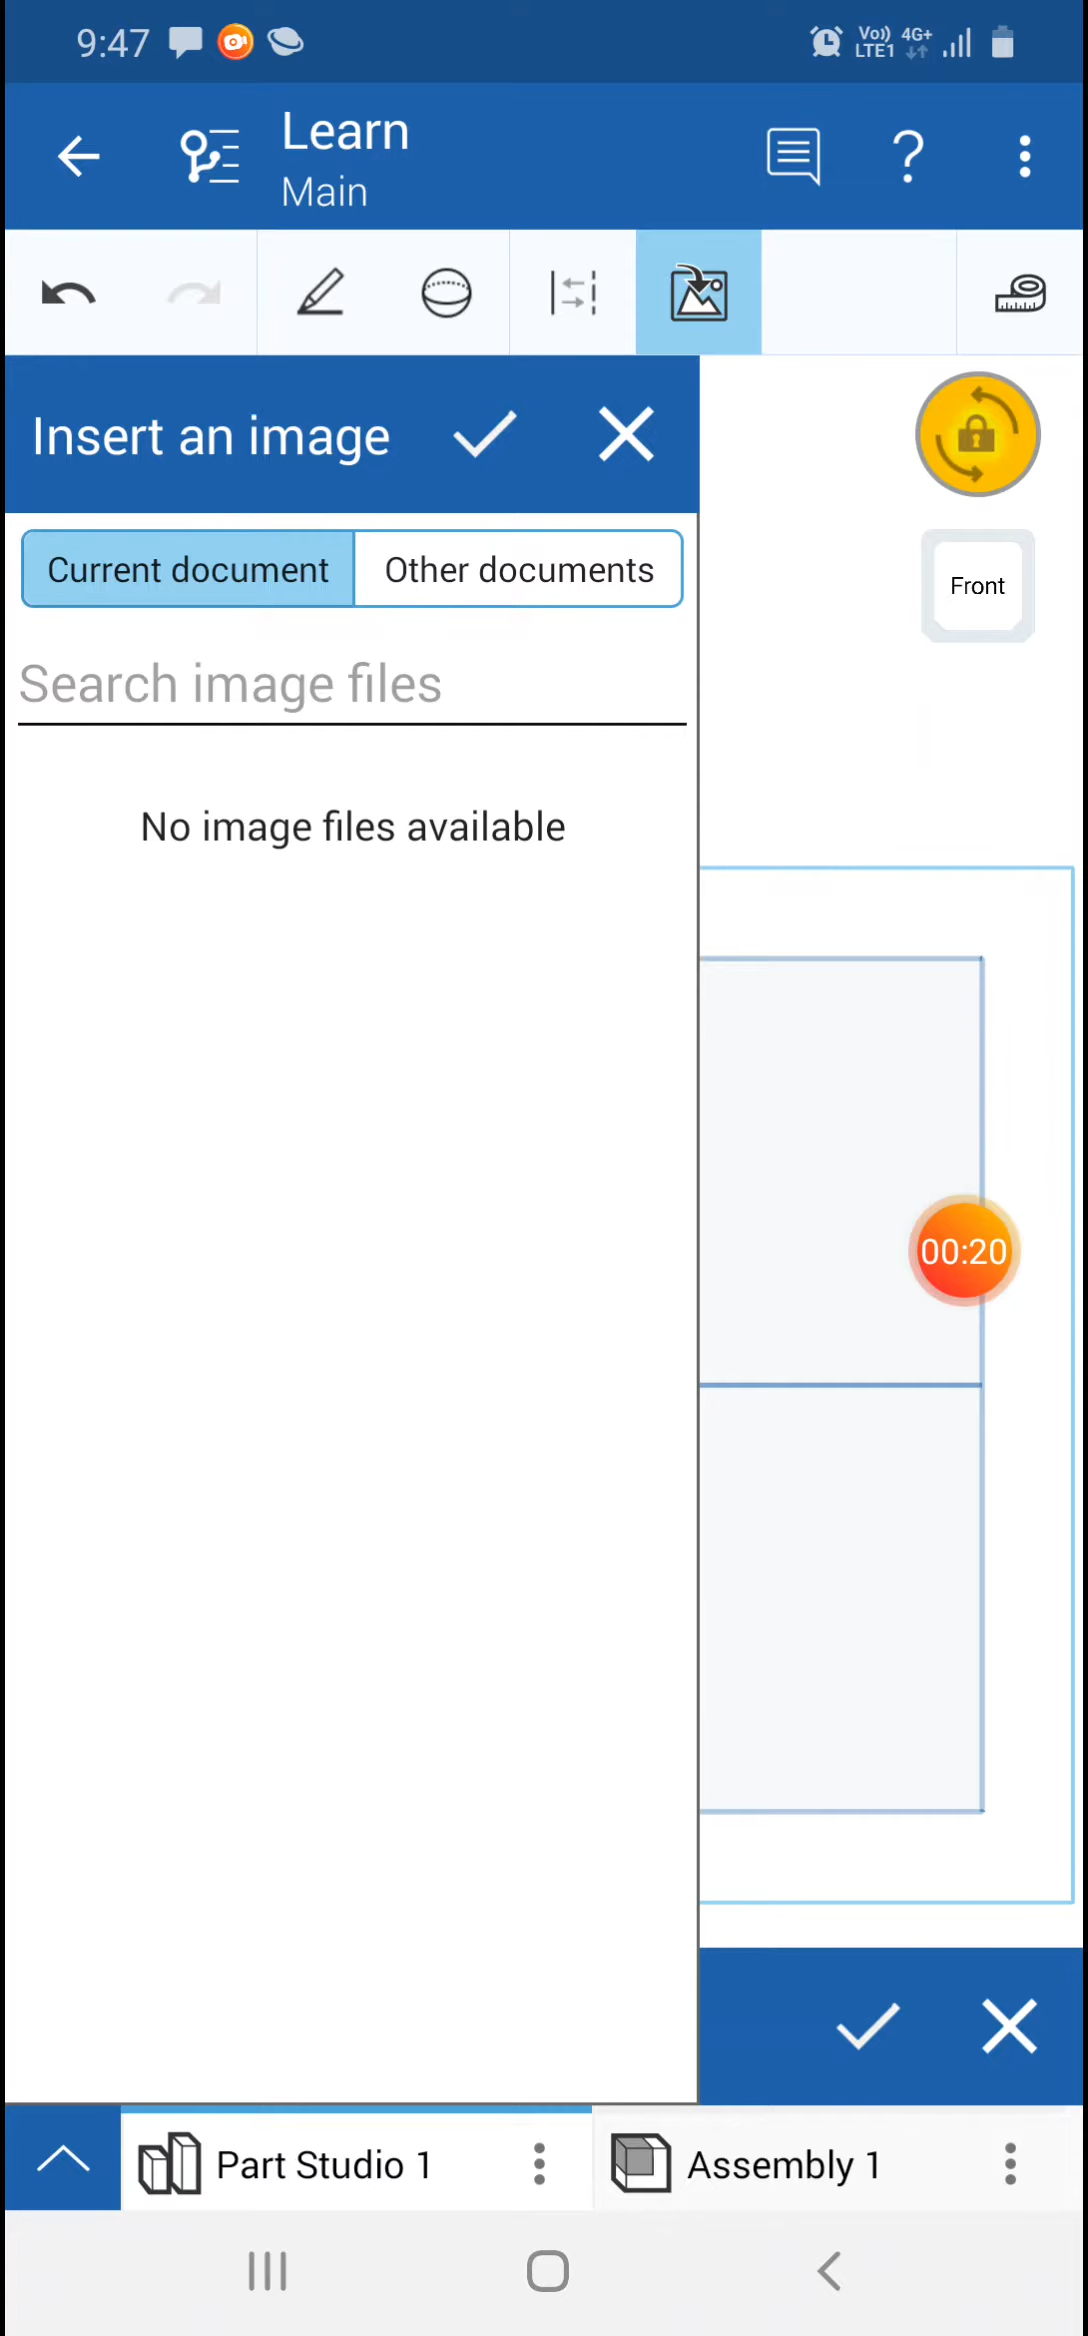 9:47
Vo)) 4G+
LTE1
Learn
Main
?
Insert an image
Current document
Other documents
Front
Search image files
No image files available
00:20
Part Studio 1
Assembly 1